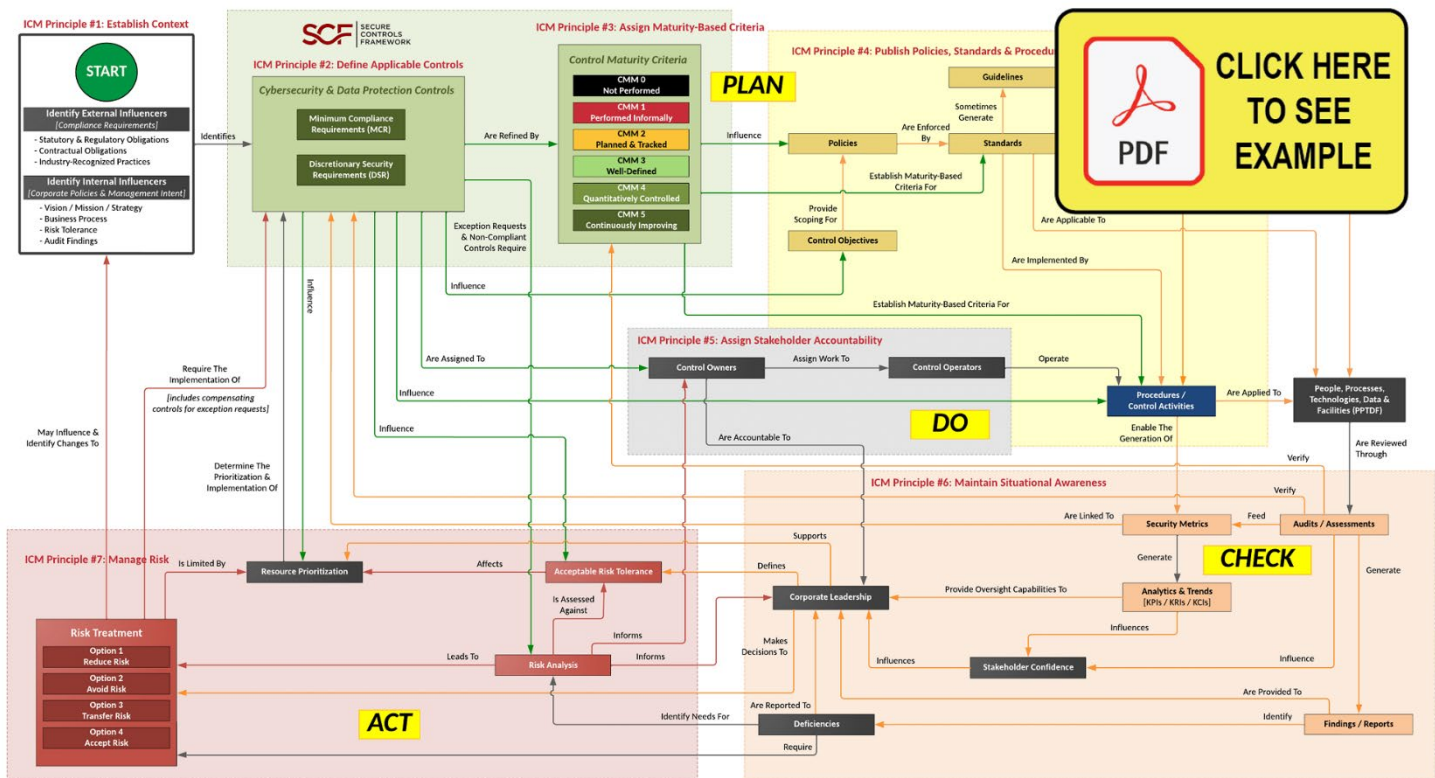 ICM Principle #1: Establish Context
START
Identify External Influencers
[Compliance Requirements]
- Statutory & Regulatory Obligations
- Contractual Obligations
- Industry-Recognized Practices
Identify Internal Influencers
[Corporate Policies & Management Intent]
- Vision / Mission / Strategy
- Business Process
- Risk Tolerance
- Audit Findings
Identifies
SCF
SECURE
CONTROLS
FRAMEWORK
ICM Principle #2: Define Applicable Controls
Cybersecurity & Data Protection Controls
Minimum Compliance
Requirements (MCR)
Discretionary Security
Requirements (DSR)
Are Refined By
ICM Principle #3: Assign Maturity-Based Criteria
Control Maturity Criteria
CMM 0
Not Performed
CMM 1
Performed Informally
CMM 2
Planned & Tracked
CMM 3
Well-Defined
CMM 4
Quantitatively Controlled
CMM 5
Continuously Improving
PLAN
Influence
Exception Requests
& Non-Compliant
Controls Require
ICM Principle #4: Publish Policies, Standards & Procedu
Guidelines
Sometimes
Generate
Policies
Are Enforced
By
Standards
Establish Maturity-Based
Criteria For
Provide
Scoping For
Control Objectives
Are Applicable To
Are Implemented By
PDF
CLICK HERE
TO SEE
EXAMPLE
Influence
Influence
Establish Maturity-Based Criteria For
ICM Principle #5: Assign Stakeholder Accountability
Are Assigned To
Control Owners
Assign Work To
Control Operators
Operate
Influence
Procedures /
Control Activities
Are Applied To
People, Processes,
Technologies, Data &
Facilities (PPTDF)
DO
Are Accountable To
Enable The
Generation Of
Are Reviewed
Through
Require The
Implementation Of
[includes compensating
controls for exception requests]
May Influence &
Identify Changes To
Influence
Determine The
Prioritization &
Implementation Of
Verify
ICM Principle #6: Maintain Situational Awareness
Verify
Are Linked To
Security Metrics
Feed
Audits / Assessments
CHECK
Generate
Generate
Analytics & Trends
[KPIs / KRIs / KCIs]
Provide Oversight Capabilities To
Influences
Stakeholder Confidence
Influences
Influence
Are Provided To
Findings / Reports
Identify
Deficiencies
Are Reported To
Identify Needs For
Require
Corporate Leadership
Supports
Defines
Makes
Decisions To
ICM Principle #7: Manage Risk
Is Limited By
Resource Prioritization
Affects
Acceptable Risk Tolerance
Is Assessed
Against
Informs
Informs
Risk Analysis
Leads To
Risk Treatment
Option 1
Reduce Risk
Option 2
Avoid Risk
Option 3
Transfer Risk
Option 4
Accept Risk
ACT